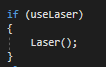 if (useLaser)
{
    Laser();
}